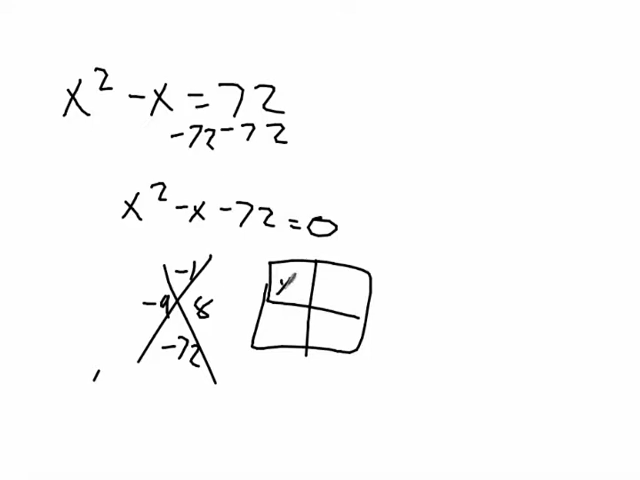 x² - x = 72
-72 -72
x² - x - 72 = 0
-1
-9 8
-72